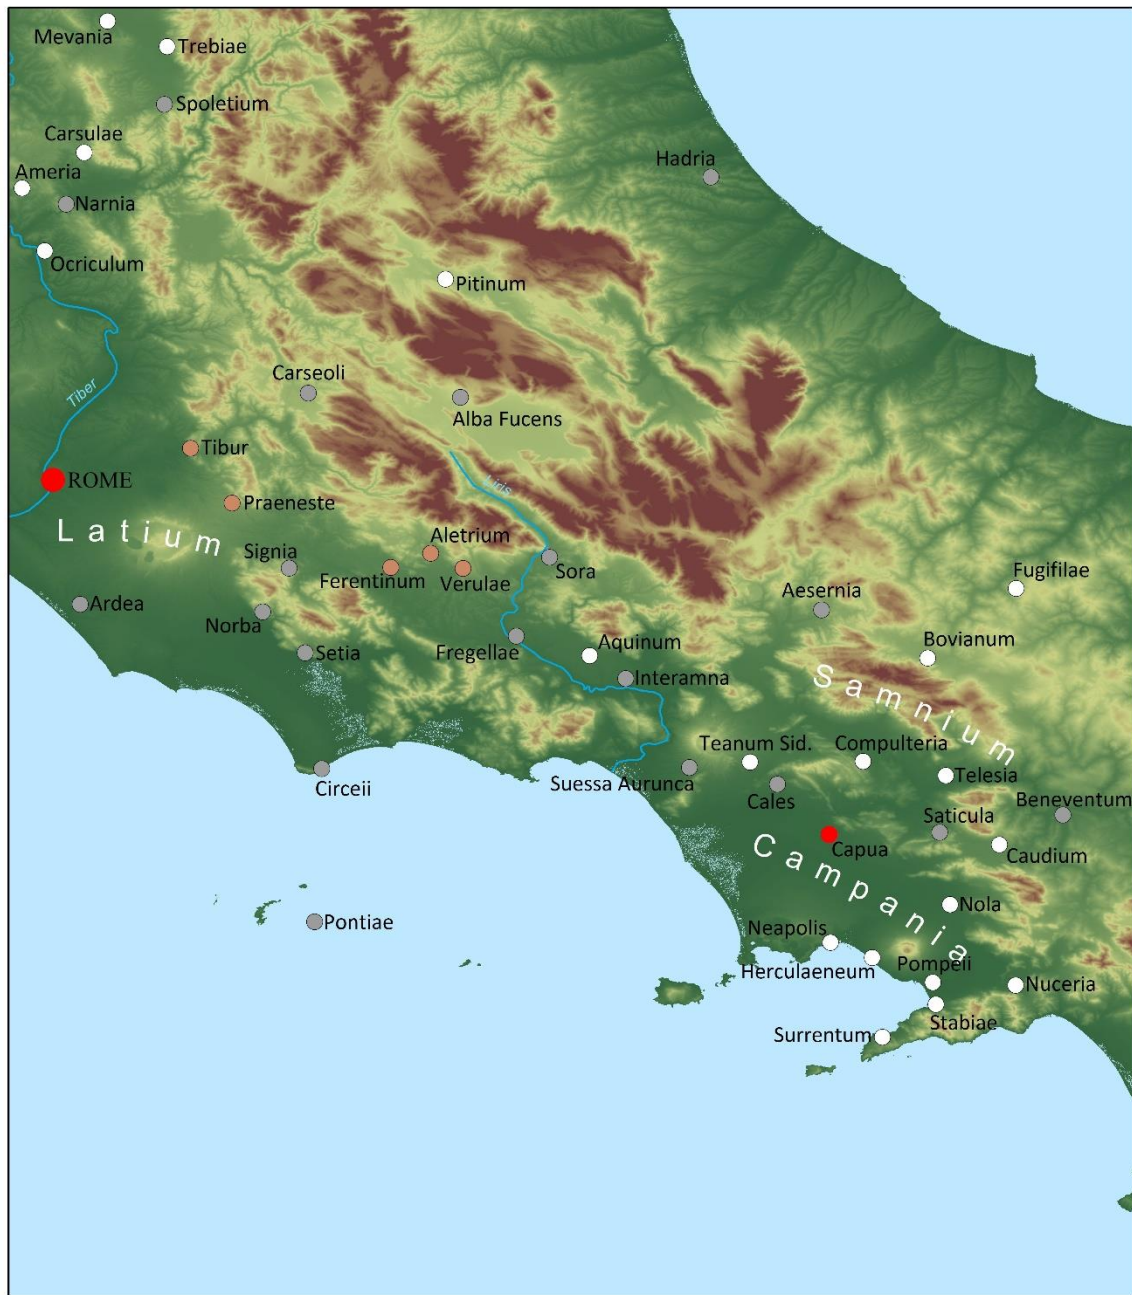 Mevania
Trebiae
Spoletium
Carsulae
Hadria
Ameria
Narnia
Ocriculum
Pitinum
Tiber
Carseoli
Alba Fucens
Tibur
ROME
Liris
Praeneste
Latium
Aletrium
Signia
Ferentinum
Verulae
Sora
Ardea
Norba
Aesernia
Fugifilae
Setia
Fregellae
Aquinum
Bovianum
Interamna
Samnium
Teanum Sid.
Compulteria
Circeii
Suessa Aurunca
Cales
Telesia
Beneventum
Saticula
Capua
Caudium
Campania
Pontiae
Nola
Neapolis
Herculaeneum
Pompeii
Nuceria
Stabiae
Surrentum